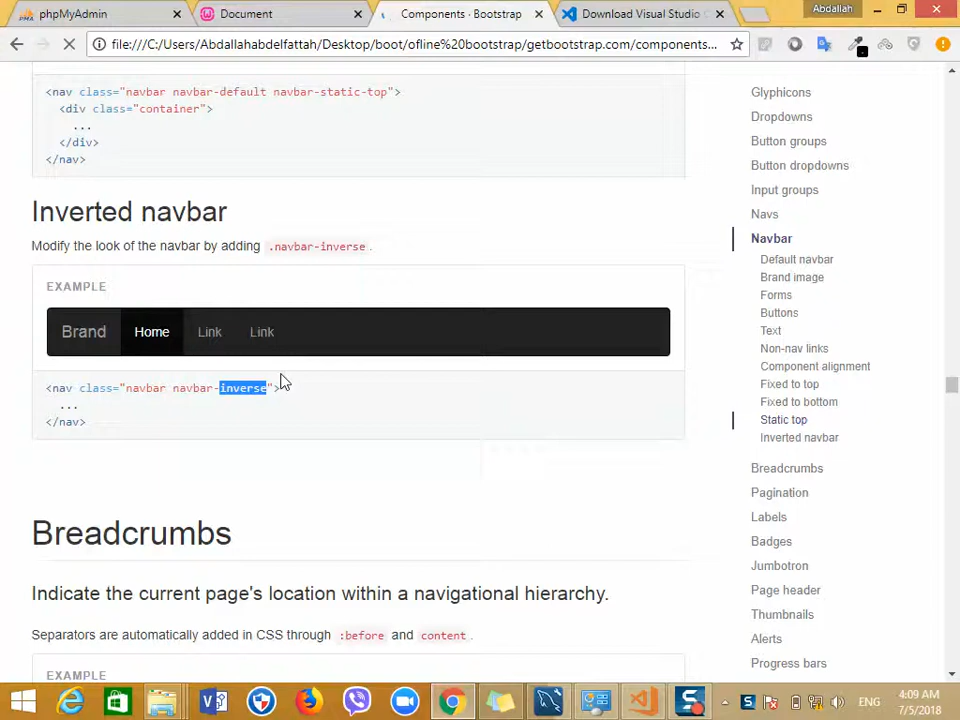 phpMyAdmin
Document
Components · Bootstrap
Download Visual Studio C
Abdallah
file:///C:/Users/Abdallahabdelfattah/Desktop/boot/ofline%20bootstrap/getbootstrap.com/components...
<nav class="navbar navbar-default navbar-static-top">
<div class="container">
...
</div>
</nav>
Inverted navbar
Modify the look of the navbar by adding .navbar-inverse.
EXAMPLE
Brand Home Link Link
<nav class="navbar navbar-inverse">
...
</nav>
Breadcrumbs
Indicate the current page's location within a navigational hierarchy.
Separators are automatically added in CSS through :before and content.
EXAMPLE
Glyphicons
Dropdowns
Button groups
Button dropdowns
Input groups
Navs
Navbar
Default navbar
Brand image
Forms
Buttons
Text
Non-nav links
Component alignment
Fixed to top
Fixed to bottom
Static top
Inverted navbar
Breadcrumbs
Pagination
Labels
Badges
Jumbotron
Page header
Thumbnails
Alerts
Progress bars
ENG
4:09 AM
7/5/2018